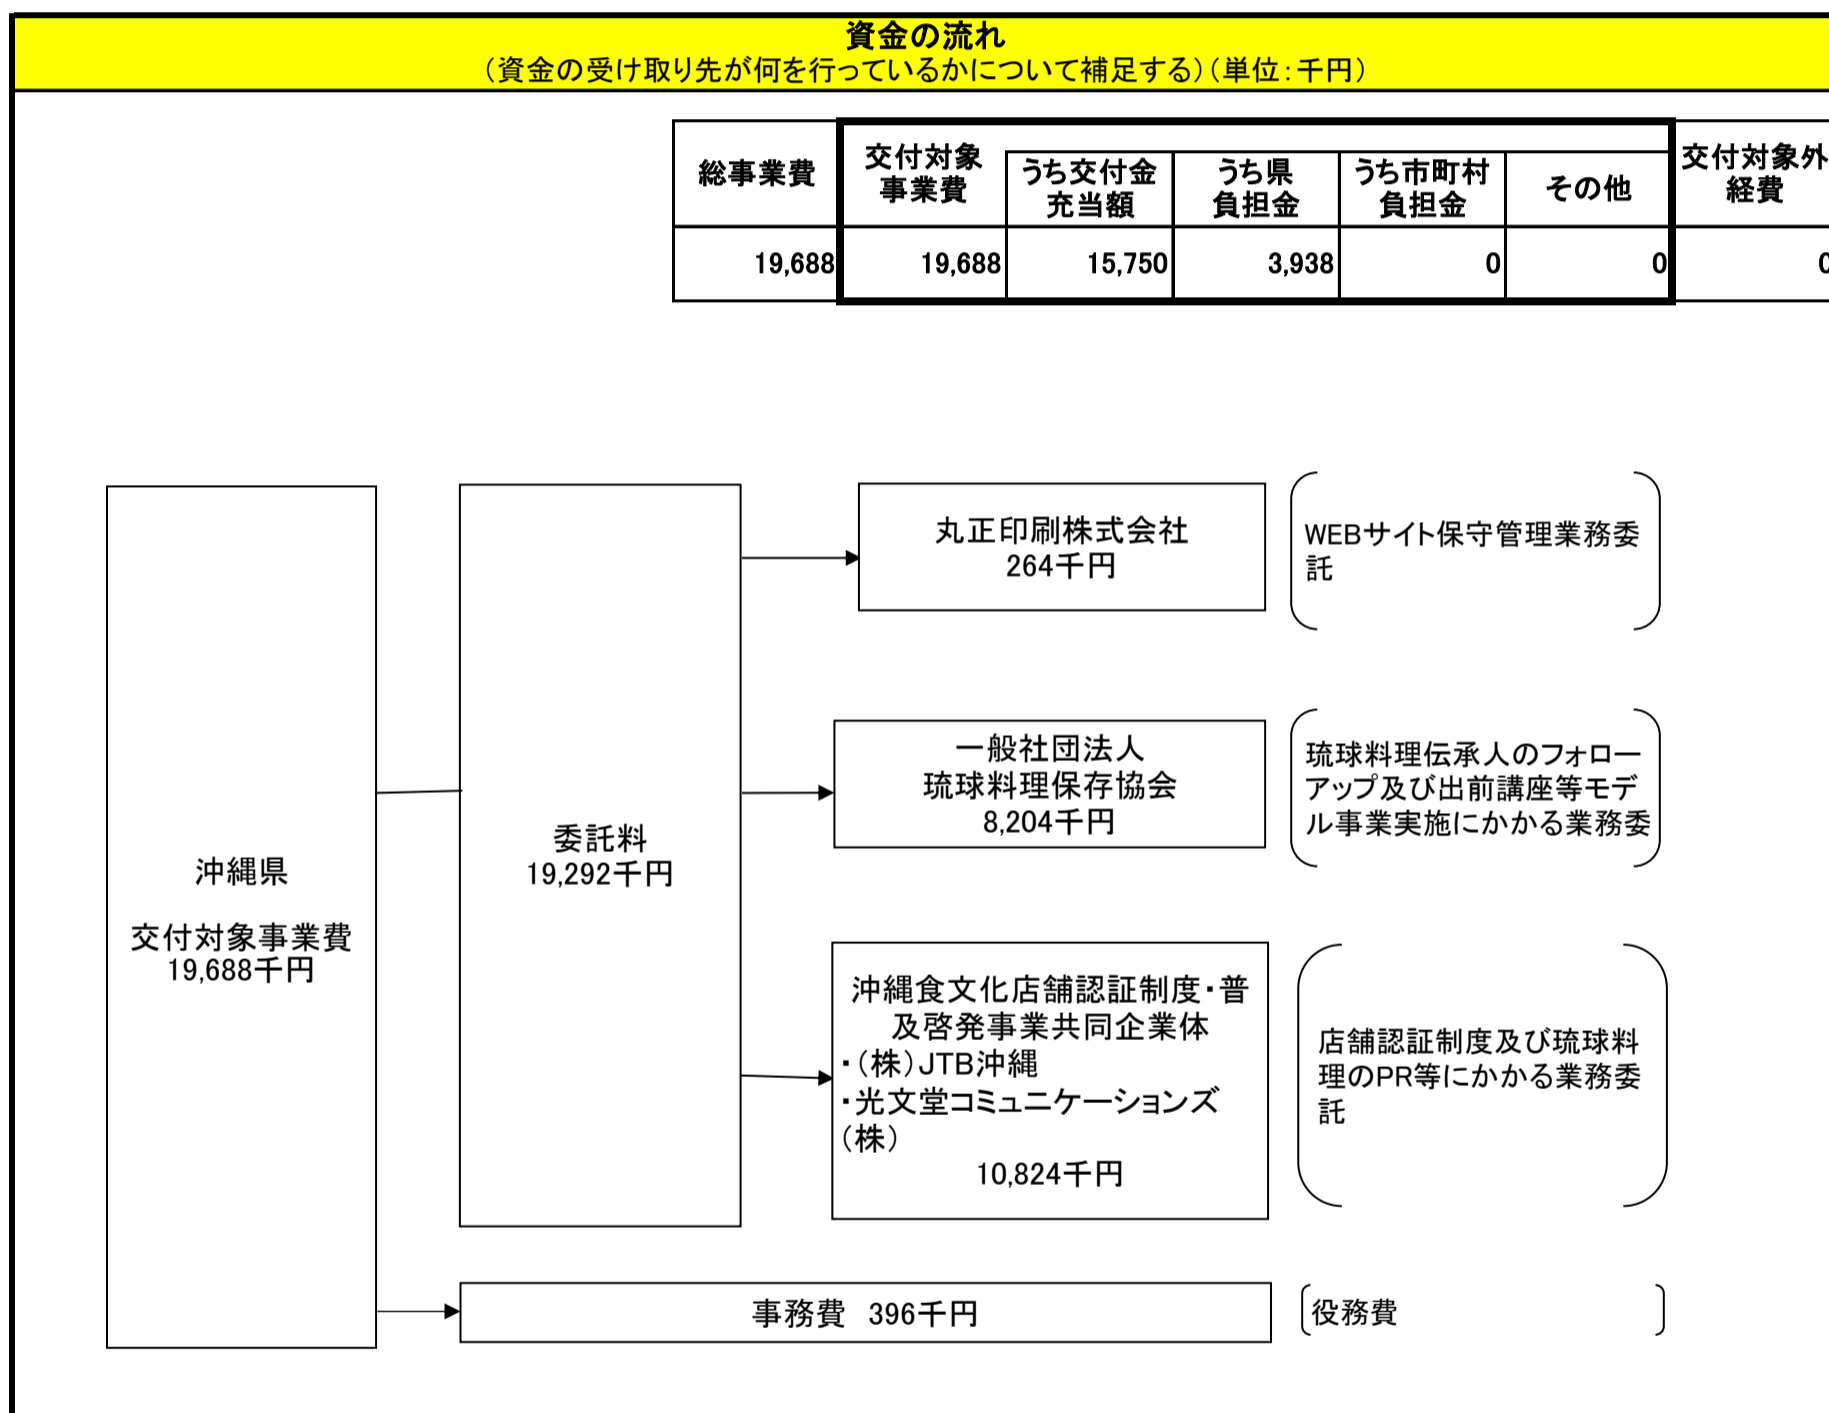 資金の流れ
（資金の受け取り先が何を行っているかについて補足する）（単位：千円）
総事業費
交付対象
事業費
うち交付金
充当額
うち県
負担金
うち市町村
負担金
その他
交付対象外
経費
19,688
19,688
15,750
3,938
0
0
0
丸正印刷株式会社
264千円
WEBサイト保守管理業務委
託
一般社団法人
琉球料理保存協会
8,204千円
琉球料理伝承人のフォロー
アップ及び出前講座等モデ
ル事業実施にかかる業務委
委託料
19,292千円
沖縄県
交付対象事業費
19,688千円
沖縄食文化店舗認証制度・普
及啓発事業共同企業体
・（株）JTB沖縄
・光文堂コミュニケーションズ
（株）
10,824千円
店舗認証制度及び琉球料
理のPR等にかかる業務委
託
事務費 396千円
役務費